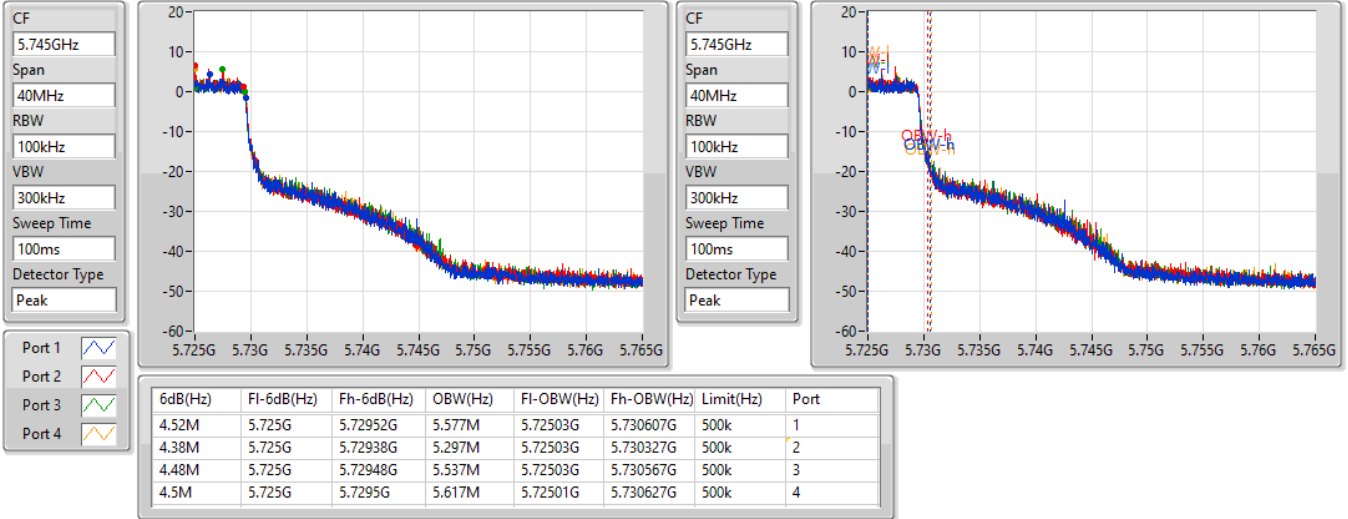 CF
5.745GHz
Span
40MHz
RBW
100kHz
VBW
300kHz
Sweep Time
100ms
Detector Type
Peak
20
10
0
-10
-20
-30
-40
-50
-60
5.725G 5.73G 5.735G 5.74G 5.745G 5.75G 5.755G 5.76G 5.765G
CF
5.745GHz
Span
40MHz
RBW
100kHz
VBW
300kHz
Sweep Time
100ms
Detector Type
Peak
20
10
0
-10
-20
-30
-40
-50
-60
OBW-h
OBW-h
5.725G 5.73G 5.735G 5.74G 5.745G 5.75G 5.755G 5.76G 5.765G
Port 1
Port 2
Port 3
Port 4
6dB(Hz) Fl-6dB(Hz) Fh-6dB(Hz) OBW(Hz) Fl-OBW(Hz) Fh-OBW(Hz) Limit(Hz) Port
4.52M 5.725G 5.72952G 5.577M 5.72503G 5.730607G 500k 1
4.38M 5.725G 5.72938G 5.297M 5.72503G 5.730327G 500k 2
4.48M 5.725G 5.72948G 5.537M 5.72503G 5.730567G 500k 3
4.5M 5.725G 5.7295G 5.617M 5.72501G 5.730627G 500k 4